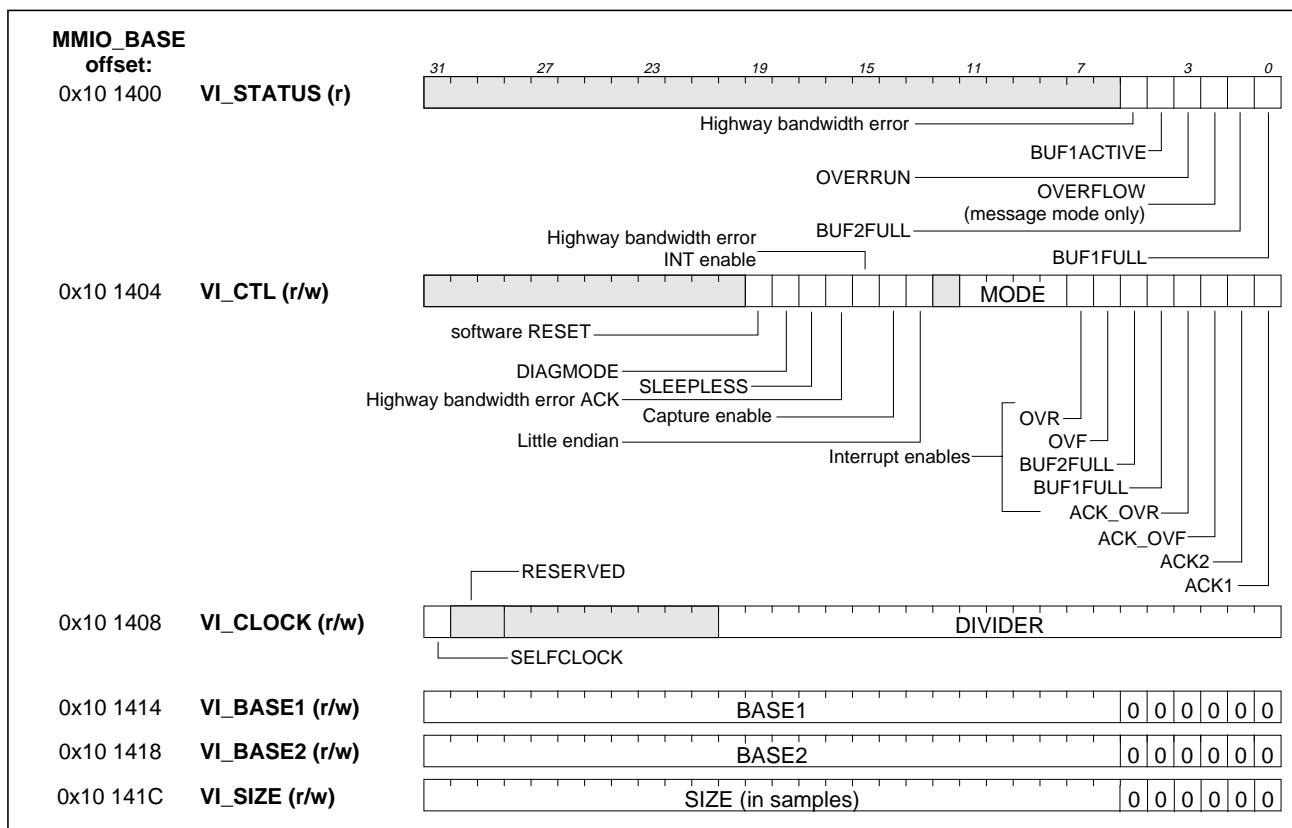 MMIO_BASE
offset:
31 27 23 19 15 11 7 3 0
0x10 1400 VI_STATUS (r)
Highway bandwidth error
BUF1ACTIVE
OVERRUN
OVERFLOW
(message mode only)
BUF2FULL
Highway bandwidth error
INT enable
BUF1FULL
0x10 1404 VI_CTL (r/w) MODE
software RESET
DIAGMODE
SLEEPLESS
Highway bandwidth error ACK
Capture enable
OVR
Little endian
OVF
Interrupt enables
BUF2FULL
BUF1FULL
ACK_OVR
ACK_OVF
ACK2
RESERVED
ACK1
0x10 1408 VI_CLOCK (r/w) DIVIDER
SELFCLOCK
0x10 1414 VI_BASE1 (r/w) BASE1 0 0 0 0 0 0
0x10 1418 VI_BASE2 (r/w) BASE2 0 0 0 0 0 0
0x10 141C VI_SIZE (r/w) SIZE (in samples) 0 0 0 0 0 0